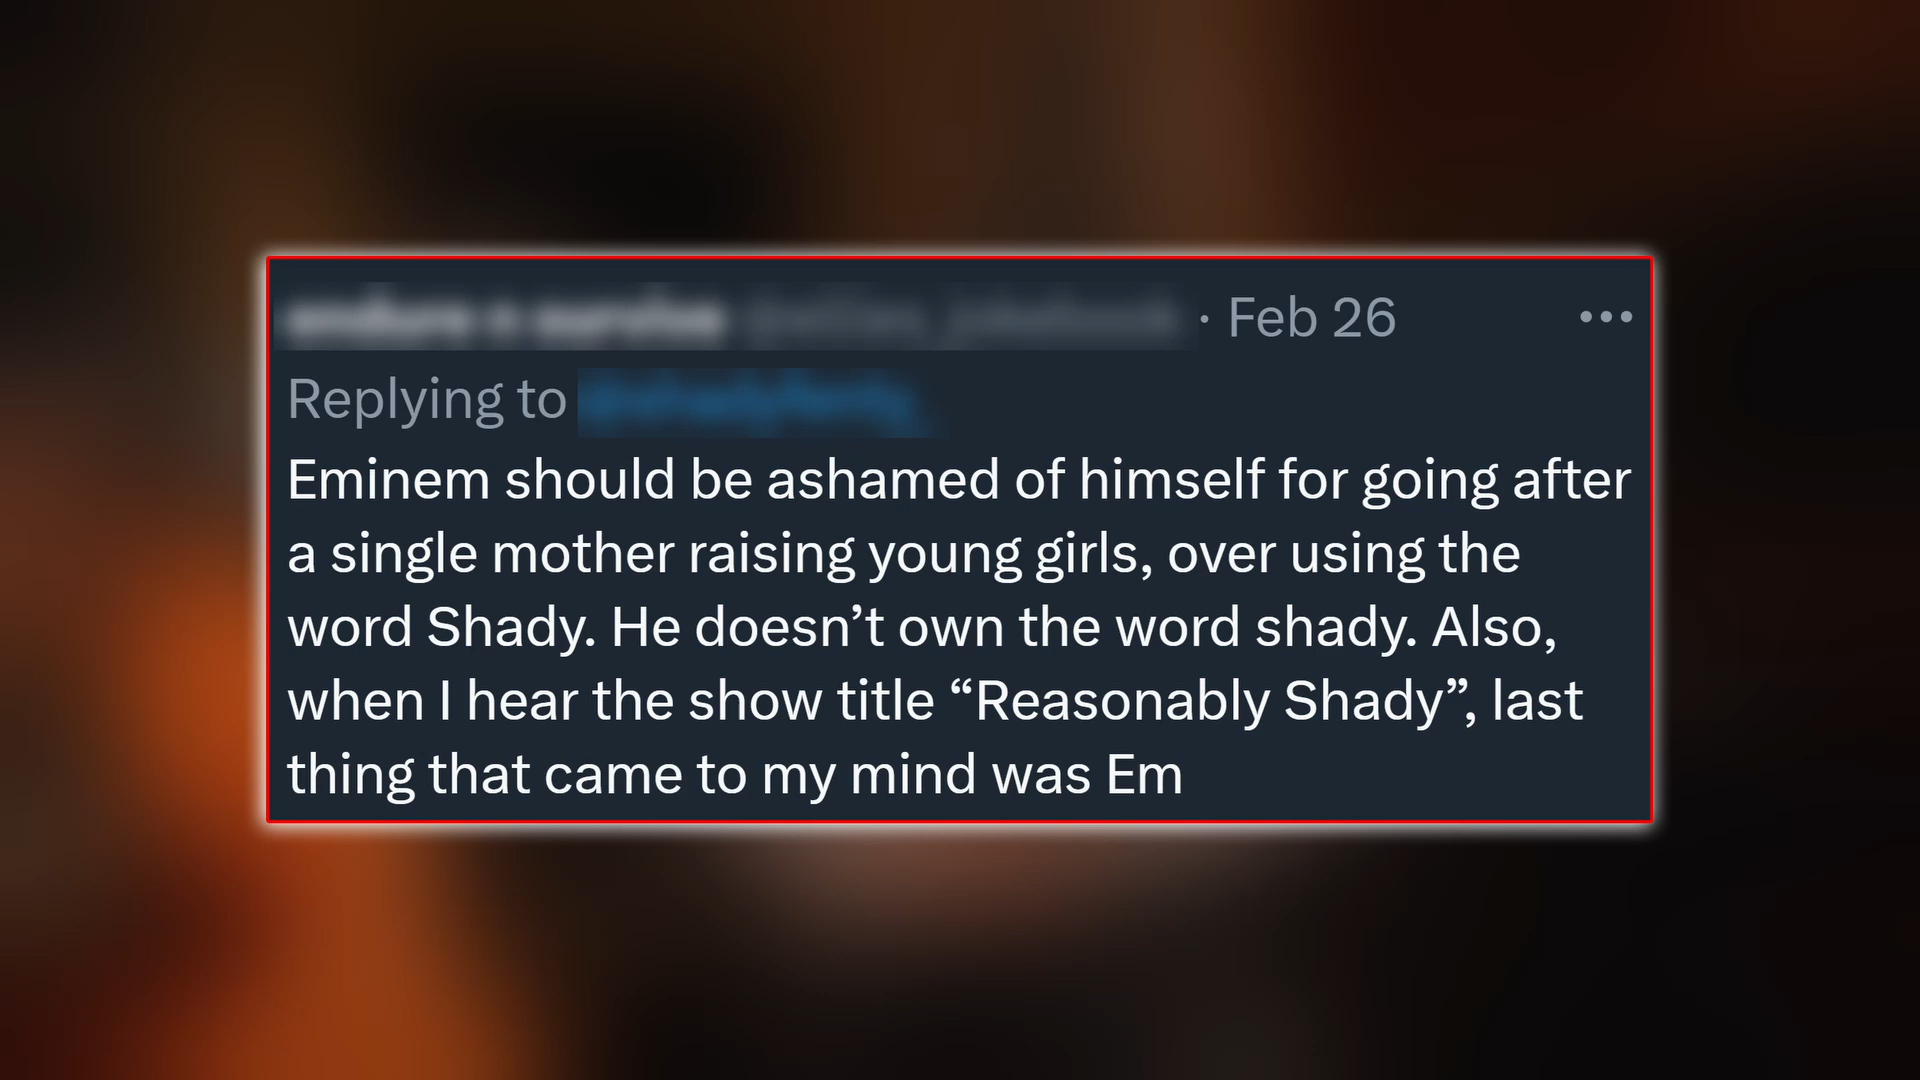 · Feb 26
Replying to
Eminem should be ashamed of himself for going after
a single mother raising young girls, over using the
word Shady. He doesn’t own the word shady. Also,
when I hear the show title “Reasonably Shady”, last
thing that came to my mind was Em